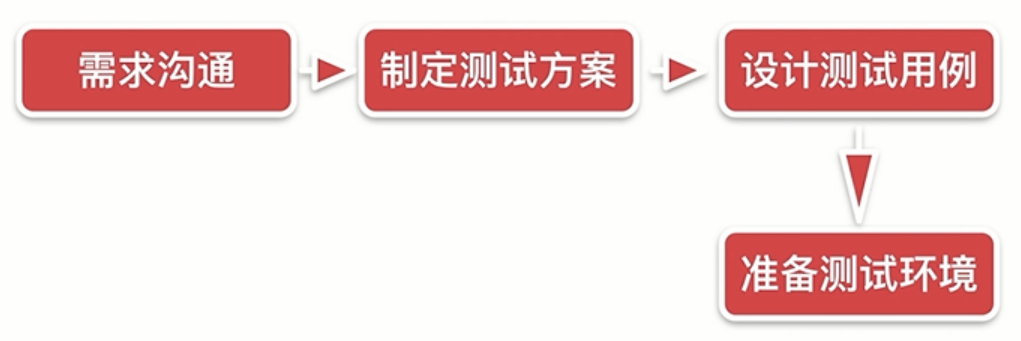 需求沟通
制定测试方案
设计测试用例
准备测试环境